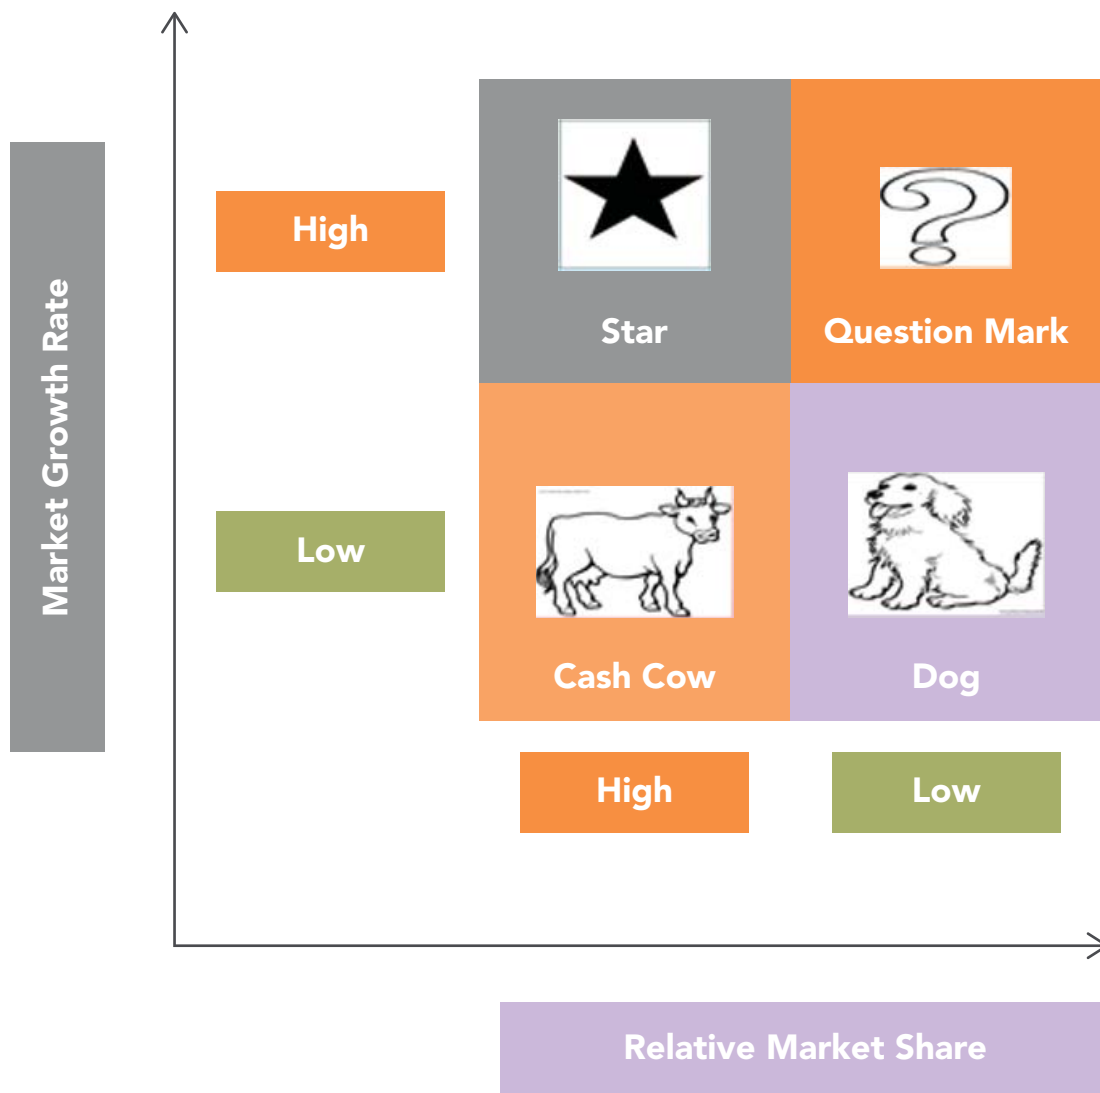 Market Growth Rate
High
Star
Question Mark
Low
Cash Cow
Dog
High
Low
Relative Market Share